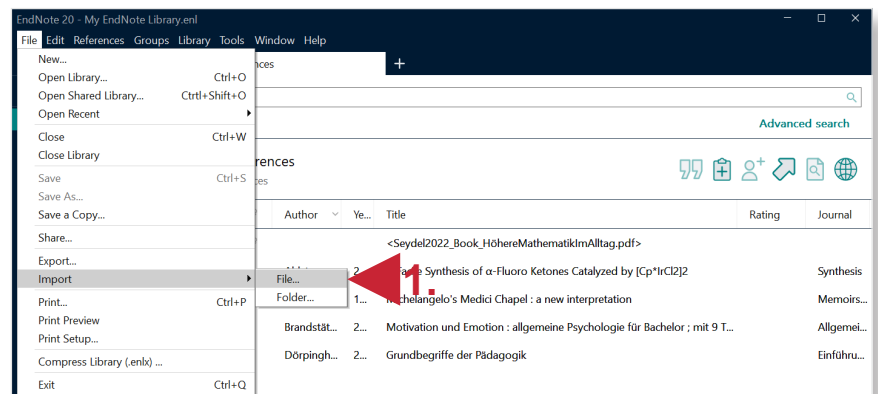 EndNote 20 - My EndNote Library.enl
File Edit References Groups Library Tools Window Help
New...
Open Library... Ctrl+O
Open Shared Library... Ctrtl+Shift+O
Open Recent
Close Ctrl+W
Close Library
Save Ctrl+S
Save As...
Save a Copy...
Share...
Export...
Import
Print... Ctrl+P
Print Preview
Print Setup...
Compress Library (.enlx) ...
Exit Ctrl+Q
File...
Folder...
1.
Advanced search
Author Ye... Title Rating Journal
<Seydel2022_Book_HöhereMathematikImAlltag.pdf>
2... Synthesis of α-Fluoro Ketones Catalyzed by [Cp*IrCl2]2 Synthesis
1... Medici Chapel : a new interpretation Memoirs...
Brandstät... 2... Motivation und Emotion : allgemeine Psychologie für Bachelor ; mit 9 T... Allgemei...
Dörpingh... 2... Grundbegriffe der Pädagogik Einführu...